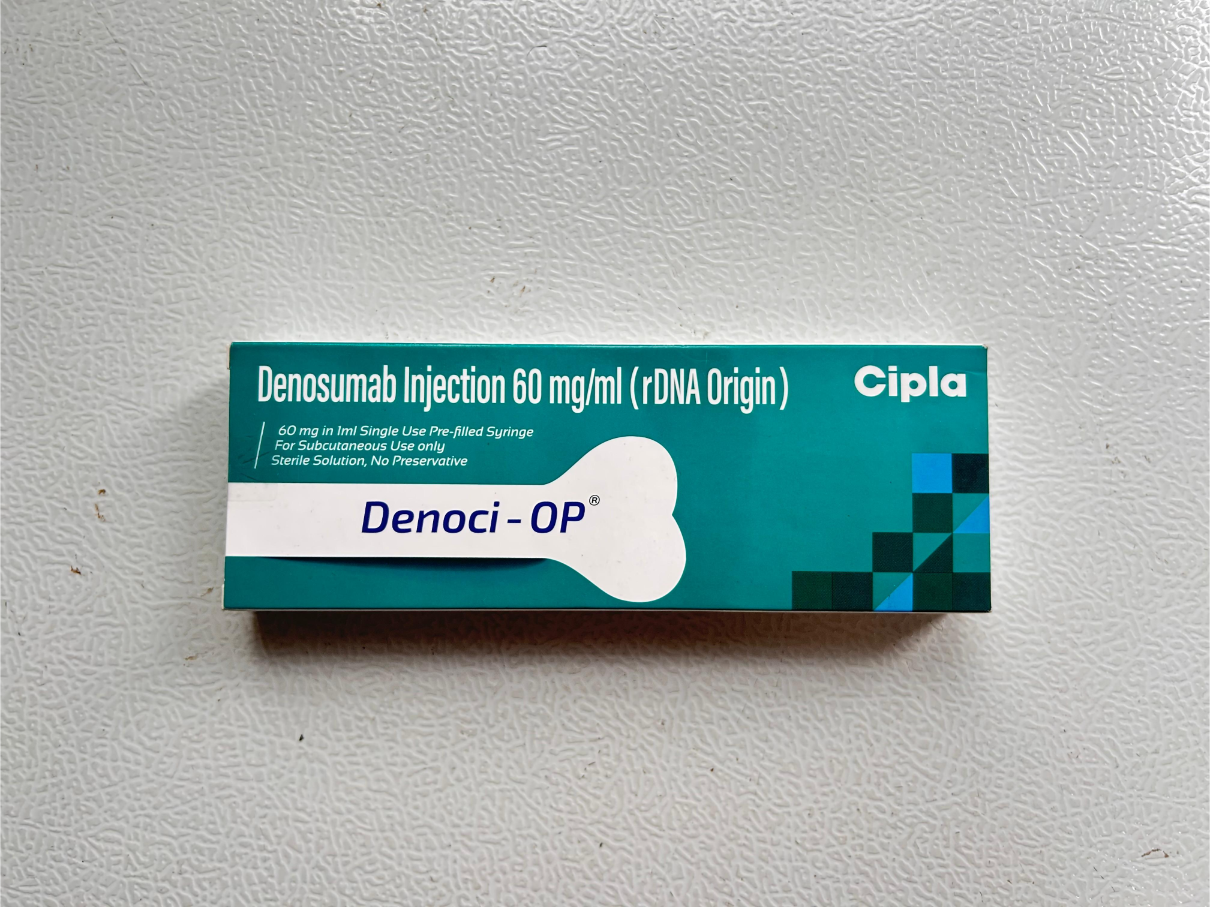 Denosumab Injection 60 mg/ml (rDNA Origin)
Cipla
60 mg in 1ml Single Use Pre-filled Syringe
For Subcutaneous Use only
Sterile Solution, No Preservative
Denoci - OP®